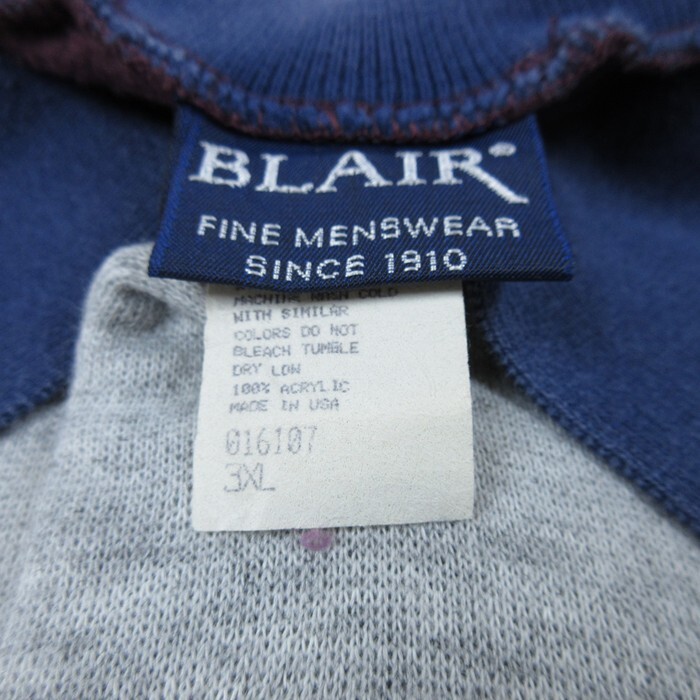 BLAIR®
FINE MENSWEAR
SINCE 1910
MACHINE WASH COLD
WITH SIMILAR
COLORS DO NOT
BLEACH TUMBLE
DRY LOW
100% ACRYLIC
MADE IN USA
016107
3XL